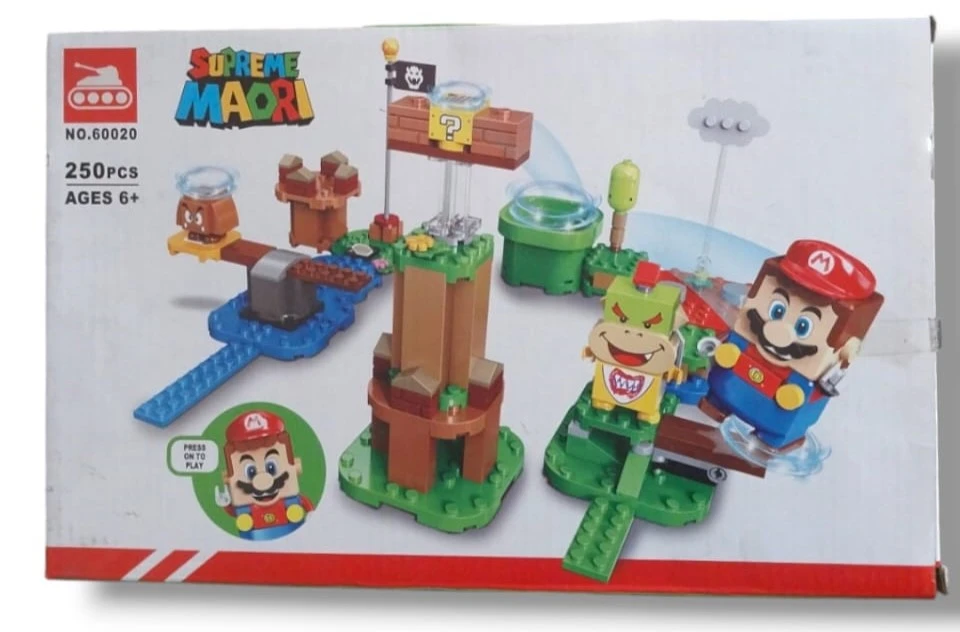 SUPREME
MAORI
NO.60020
250PCS
AGES 6+
?
M
M
PRESS
ON TO
PLAY